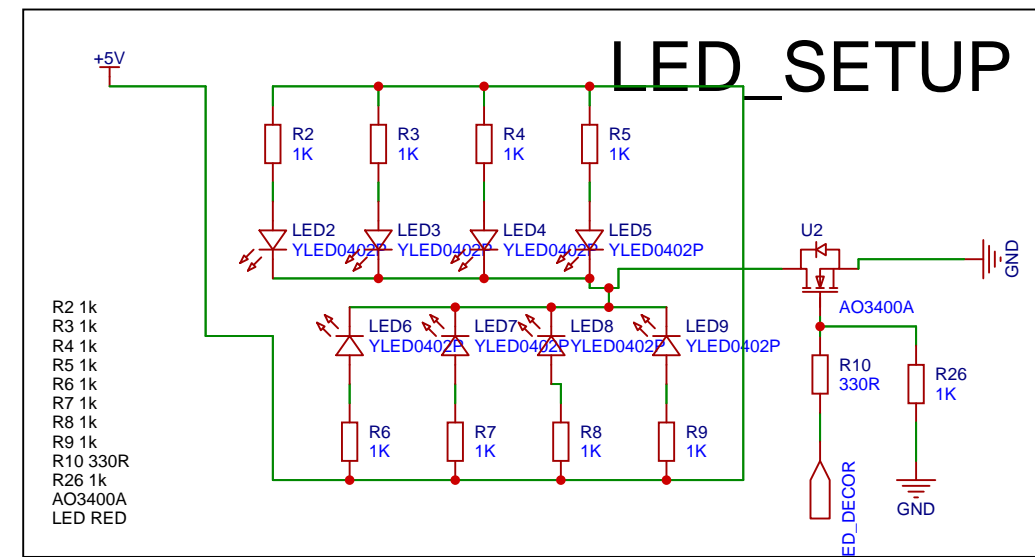 LED_SETUP
+5V
R2
1K
R3
1K
R4
1K
R5
1K
LED2
YLED0402P
LED3
YLED0402P
LED4
YLED0402P
LED5
YLED0402P
U2
AO3400A
GND
LED6
YLED0402P
LED7
YLED0402P
LED8
YLED0402P
LED9
YLED0402P
R10
330R
R26
1K
R6
1K
R7
1K
R8
1K
R9
1K
ED_DECOR
GND
R2 1k
R3 1k
R4 1k
R5 1k
R6 1k
R7 1k
R8 1k
R9 1k
R10 330R
R26 1k
AO3400A
LED RED